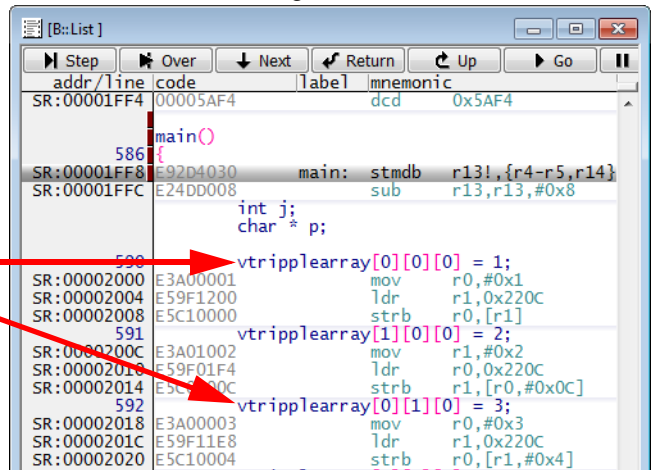 [B::List ]
Step Over Next Return Up Go
addr/line code label mnemonic
SR:00001FF4 00005AF4 dcd 0x5AF4
main()
586 {
SR:00001FF8 E92D4030 main: stmdb r13!,{r4-r5,r14}
SR:00001FFC E24DD008 sub r13,r13,#0x8
int j;
char * p;
vtripplearray[0][0][0] = 1;
SR:00002000 E3A00001 mov r0,#0x1
SR:00002004 E59F1200 ldr r1,0x220C
SR:00002008 E5C10000 strb r0,[r1]
591 vtripplearray[1][0][0] = 2;
SR:0000200C E3A01002 mov r1,#0x2
SR:00002010 E59F01F4 ldr r0,0x220C
SR:00002014 strb r1,[r0,#0x0C]
592 vtripplearray[0][1][0] = 3;
SR:00002018 E3A00003 mov r0,#0x3
SR:0000201C E59F11E8 ldr r1,0x220C
SR:00002020 E5C10004 strb r0,[r1,#0x4]